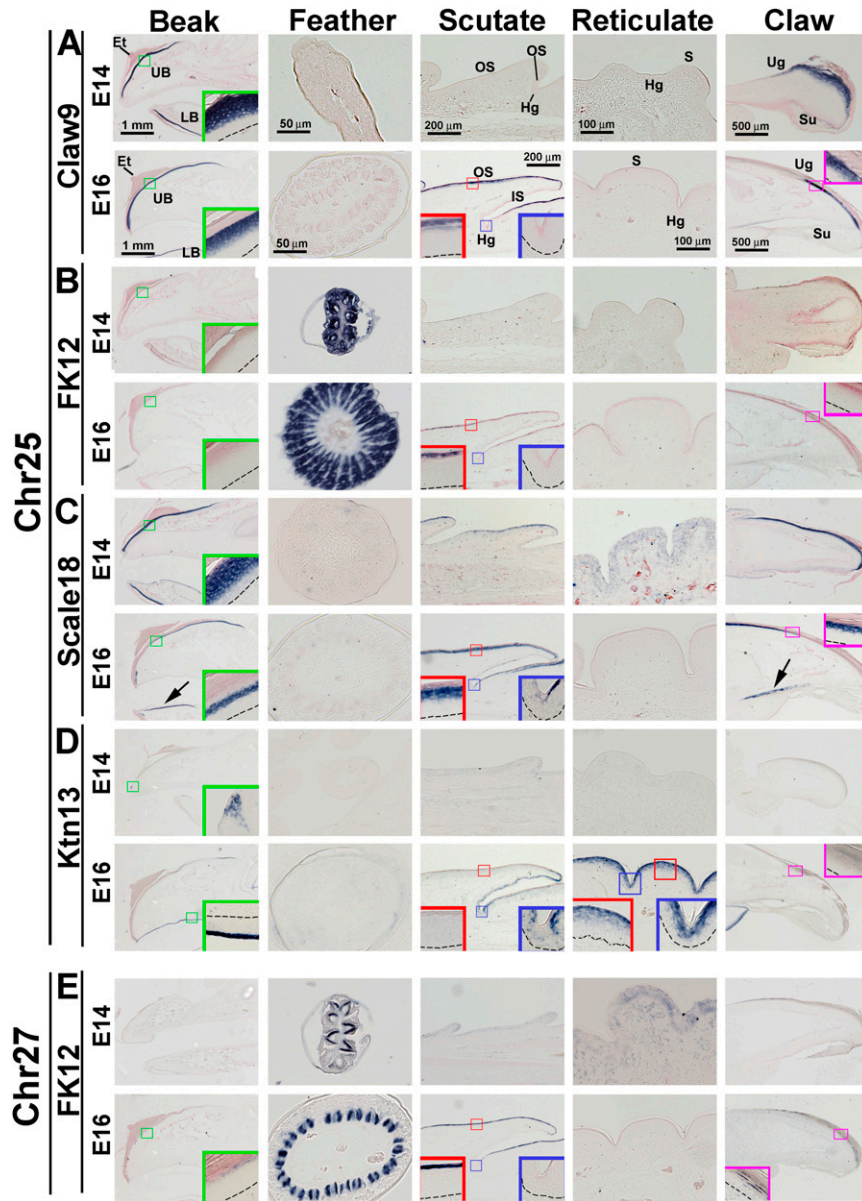 Beak Feather Scutate Reticulate Claw
Chr25
A
Claw9
E14
Et
UB
LB
1 mm
50 μm
OS
OS
Hg
200 μm
S
Hg
100 μm
Ug
Su
500 μm
E16
Et
UB
LB
1 mm
50 μm
200 μm
OS
IS
Hg
S
Hg
100 μm
Ug
Su
500 μm
B
FK12
E14
E16
C
Scale18
E14
E16
D
Ktn13
E14
E16
Chr27
E
FK12
E14
E16